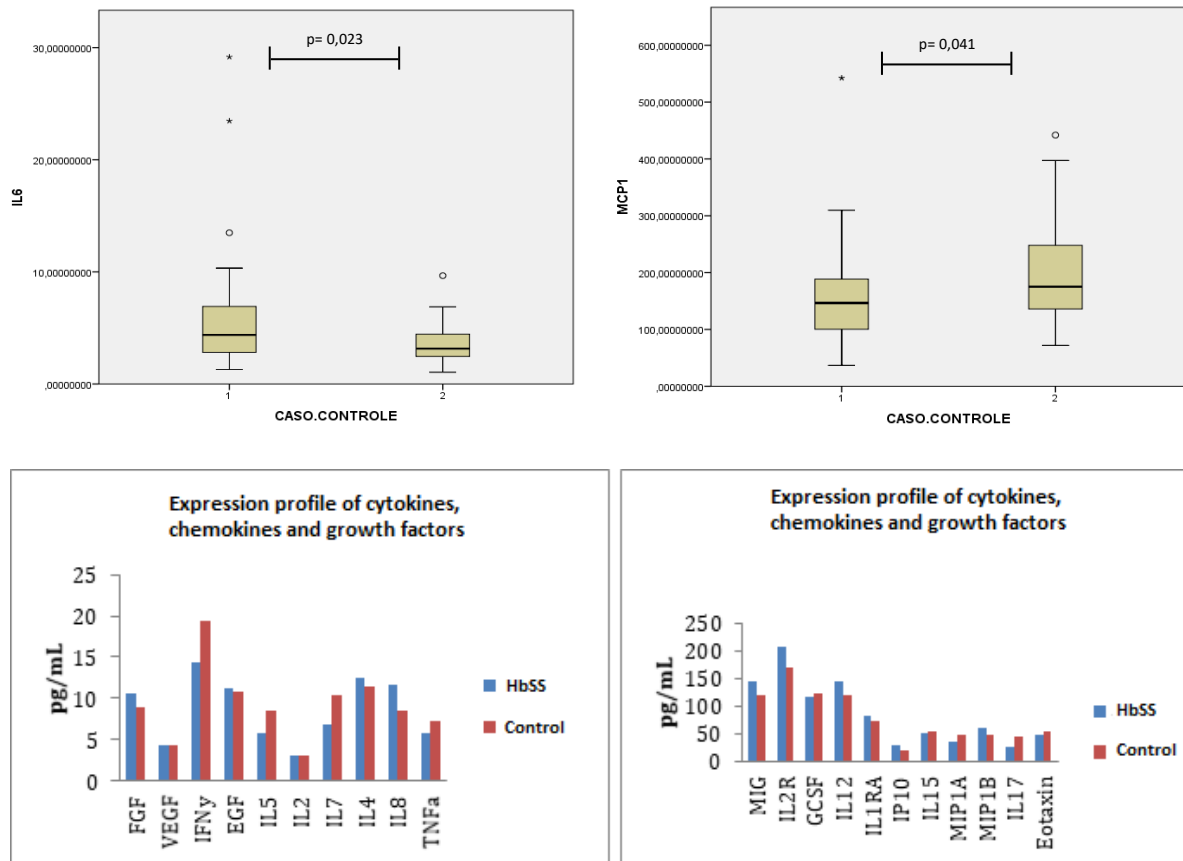 p= 0,023
30,00000000
20,00000000
10,00000000
,00000000
IL6
1
2
CASO.CONTROLE
p= 0,041
600,00000000
500,00000000
400,00000000
300,00000000
200,00000000
100,00000000
,00000000
MCP1
1
2
CASO.CONTROLE
Expression profile of cytokines,
chemokines and growth factors
25
20
15
10
5
0
pg/mL
FGF
VEGF
IFNy
EGF
IL5
IL2
IL7
IL4
IL8
TNFa
HbSS
Control
Expression profile of cytokines,
chemokines and growth factors
250
200
150
100
50
0
pg/mL
MIG
IL2R
GCSF
IL12
IL1RA
IP10
IL15
MIP1A
MIP1B
IL17
Eotaxin
HbSS
Control